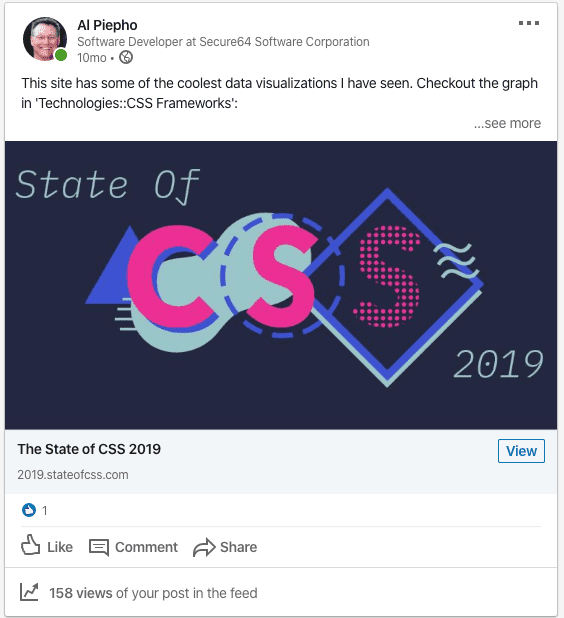 Al Piepho
Software Developer at Secure64 Software Corporation
10mo •
This site has some of the coolest data visualizations I have seen. Checkout the graph
in 'Technologies::CSS Frameworks':
...see more
State Of
CSS
2019
The State of CSS 2019
View
2019.stateofcss.com
1
Like Comment Share
158 views of your post in the feed